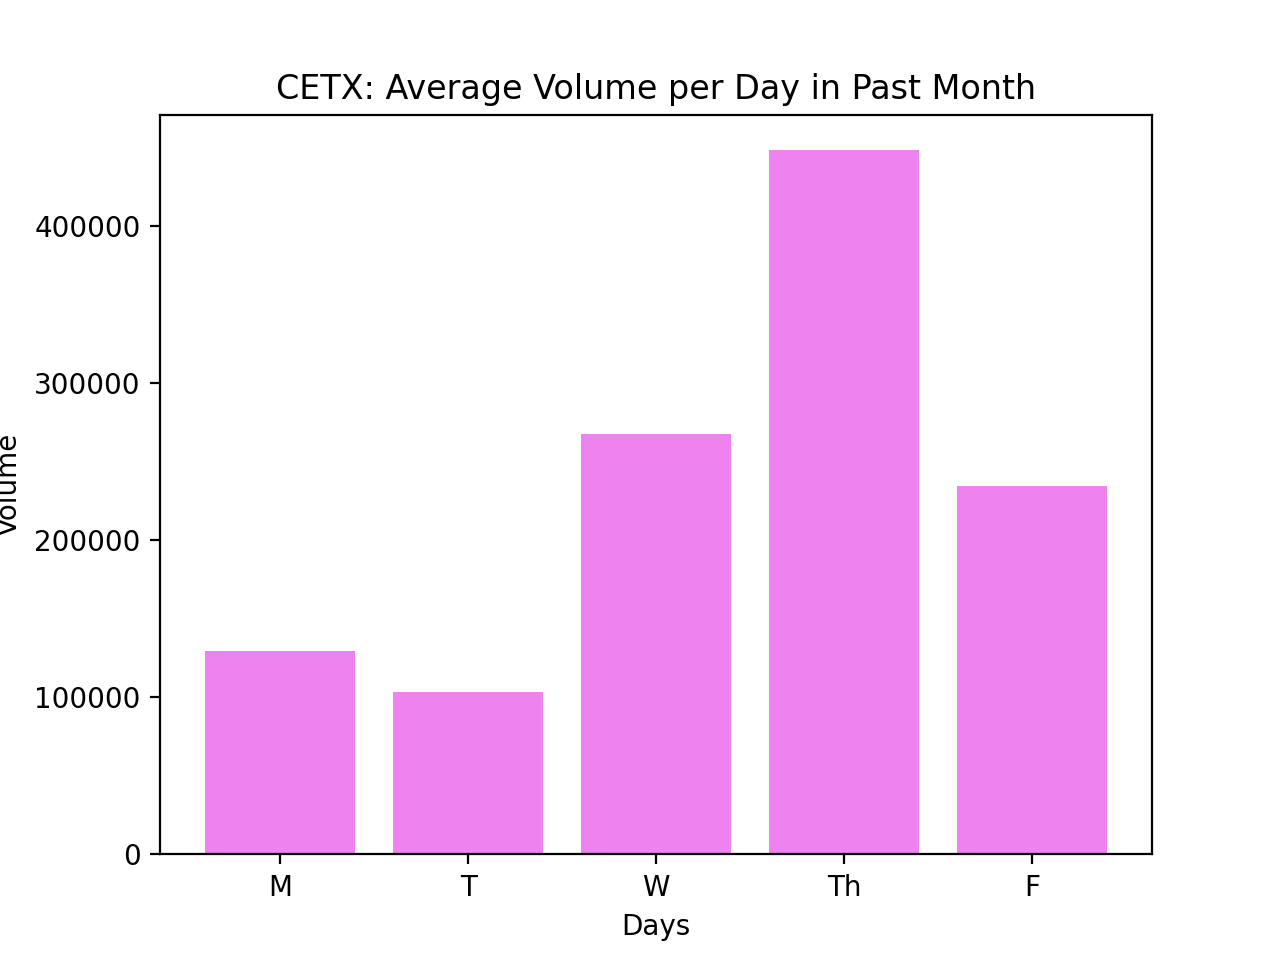 CETX: Average Volume per Day in Past Month
Volume
400000
300000
200000
100000
0
M
T
W
Th
F
Days